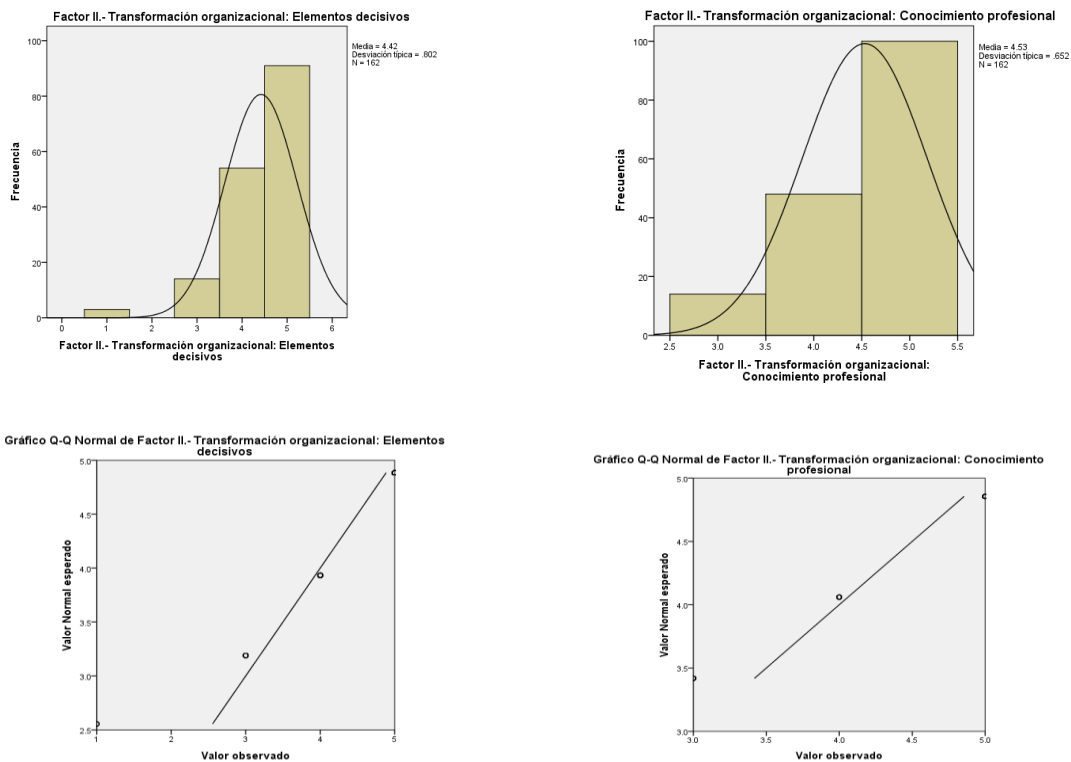 Factor II.- Transformación organizacional: Elementos decisivos
Media = 4.42
Desviación típica = .802
N = 162
Frecuencia
100
80
60
40
20
0
0 1 2 3 4 5 6
Factor II.- Transformación organizacional: Elementos
decisivos
Factor II.- Transformación organizacional: Conocimiento profesional
Media = 4.53
Desviación típica = .652
N = 162
Frecuencia
100
80
60
40
20
0
2.5 3.0 3.5 4.0 4.5 5.0 5.5
Factor II.- Transformación organizacional:
Conocimiento profesional
Gráfico Q-Q Normal de Factor II.- Transformación organizacional: Elementos
decisivos
Valor Normal esperado
5.0
4.5
4.0
3.5
3.0
2.5
1 2 3 4 5
Valor observado
Gráfico Q-Q Normal de Factor II.- Transformación organizacional: Conocimiento
profesional
Valor Normal esperado
5.0
4.5
4.0
3.5
3.0
3.0 3.5 4.0 4.5 5.0
Valor observado